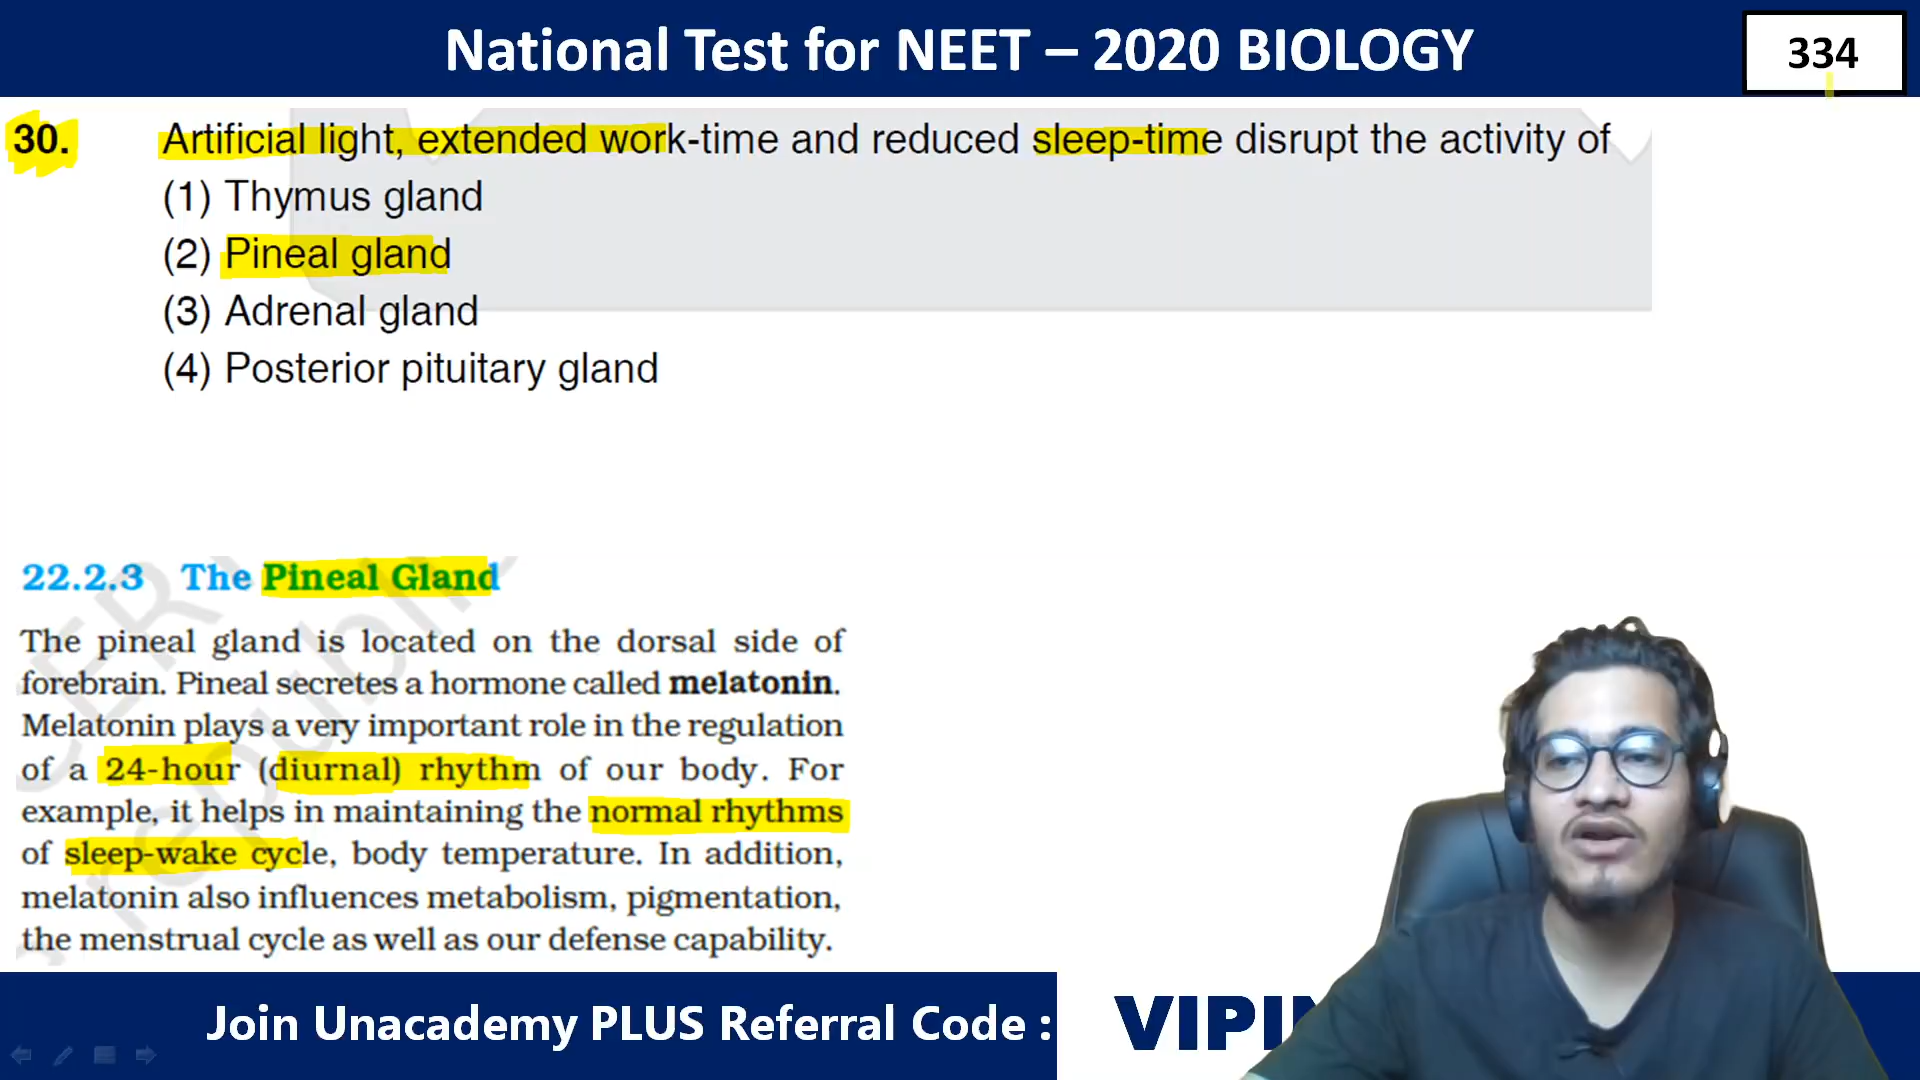 National Test for NEET – 2020 BIOLOGY
334
30. Artificial light, extended work-time and reduced sleep-time disrupt the activity of
(1) Thymus gland
(2) Pineal gland
(3) Adrenal gland
(4) Posterior pituitary gland
22.2.3 The Pineal Gland
The pineal gland is located on the dorsal side of
forebrain. Pineal secretes a hormone called melatonin.
Melatonin plays a very important role in the regulation
of a 24-hour (diurnal) rhythm of our body. For
example, it helps in maintaining the normal rhythms
of sleep-wake cycle, body temperature. In addition,
melatonin also influences metabolism, pigmentation,
the menstrual cycle as well as our defense capability.
Join Unacademy PLUS Referral Code :